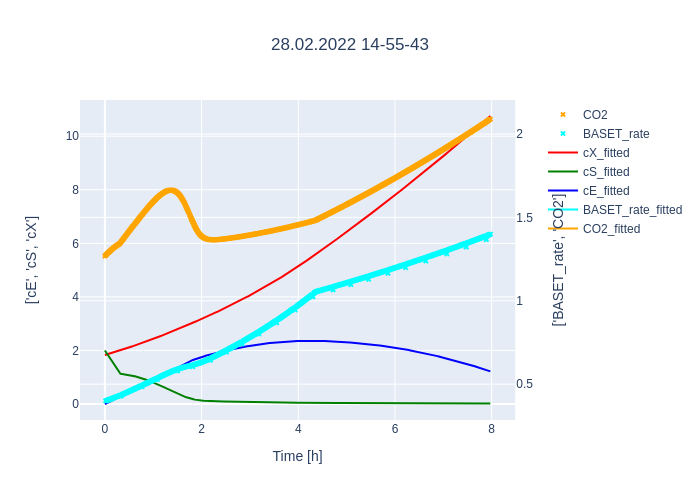 28.02.2022 14-55-43
['cE', 'cS', 'cX']
10
8
6
4
2
0
0
2
4
6
8
Time [h]
2
1.5
1
0.5
['BASET_rate', 'CO2']
CO2
BASET_rate
cX_fitted
cS_fitted
cE_fitted
BASET_rate_fitted
CO2_fitted